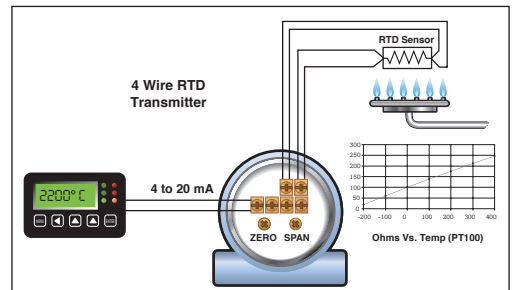 RTD Sensor
4 Wire RTD
Transmitter
300
250
200
150
100
50
0
-200 -100 0 100 200 300 400
Ohms Vs. Temp (PT100)
2200°C
4 to 20 mA
ZERO SPAN